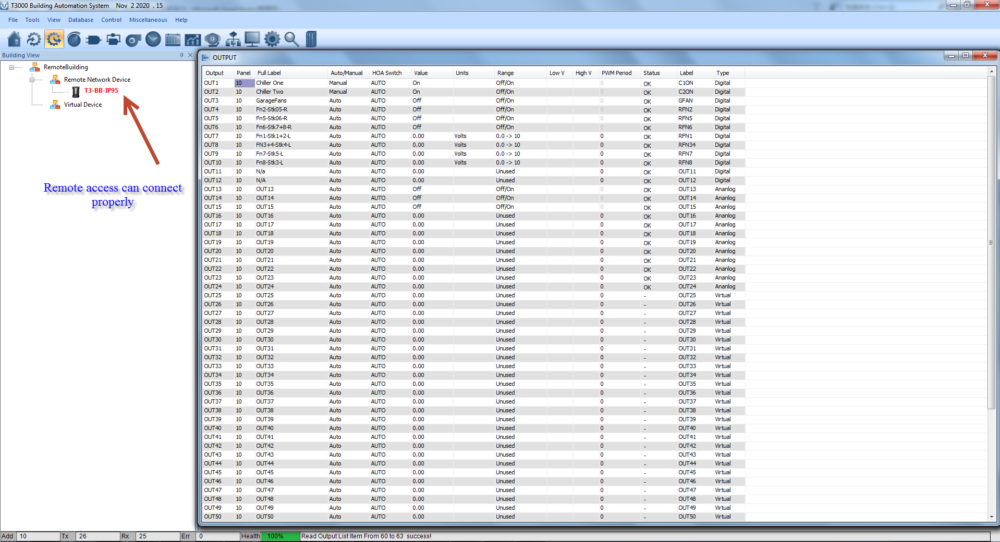 T3000 Building Automation System    Nov  2 2020  . 15
File Tools View Database Control Miscellaneous Help
Building View
RemoteBuilding
Remote Network Device
T3-BB-IP95
Virtual Device
Remote access can connect
properly
OUTPUT
Output Panel Full Label Auto/Manual HOA Switch Value Units Range Low V High V PWM Period Status Label Type
OUT1 10 Chiller One Manual AUTO On Off/On 0 OK C1ON Digital
OUT2 10 Chiller Two Manual AUTO On Off/On 0 OK C2ON Digital
OUT3 10 GarageFans Auto AUTO Off Off/On 0 OK GFAN Digital
OUT4 10 Fn2-Stk05-R Auto AUTO Off Off/On 0 OK RFN2 Digital
OUT5 10 Fn5-Stk06-R Auto AUTO Off Off/On 0 OK RFN5 Digital
OUT6 10 Fn6-Stk7+8-R Auto AUTO Off Off/On 0 OK RFN6 Digital
OUT7 10 Fn1-Stk1+2-L Auto AUTO 0.00 Volts 0.0 -> 10 0 OK RFN1 Digital
OUT8 10 FN3+4-Stk4-L Auto AUTO 0.00 Volts 0.0 -> 10 0 OK RFN34 Digital
OUT9 10 Fn7-Stk5-L Auto AUTO 0.00 Volts 0.0 -> 10 0 OK RFN7 Digital
OUT10 10 Fn8-Stk3-L Auto AUTO 0.00 Volts 0.0 -> 10 0 OK RFN8 Digital
OUT11 10 N/a Auto AUTO 0.00 Unused 0 OK OUT11 Digital
OUT12 10 N/A Auto AUTO 0.00 Unused 0 OK OUT12 Digital
OUT13 10 OUT13 Auto AUTO Off Off/On 0 OK OUT13 Ananlog
OUT14 10 OUT14 Auto AUTO Off Off/On 0 OK OUT14 Ananlog
OUT15 10 OUT15 Auto AUTO Off Off/On 0 OK OUT15 Ananlog
OUT16 10 OUT16 Auto AUTO 0.00 Unused 0 OK OUT16 Ananlog
OUT17 10 OUT17 Auto AUTO 0.00 Unused 0 OK OUT17 Ananlog
OUT18 10 OUT18 Auto AUTO 0.00 Unused 0 OK OUT18 Ananlog
OUT19 10 OUT19 Auto AUTO 0.00 Unused 0 OK OUT19 Ananlog
OUT20 10 OUT20 Auto AUTO 0.00 Unused 0 OK OUT20 Ananlog
OUT21 10 OUT21 Auto AUTO 0.00 Unused 0 OK OUT21 Ananlog
OUT22 10 OUT22 Auto AUTO 0.00 Unused 0 OK OUT22 Ananlog
OUT23 10 OUT23 Auto AUTO 0.00 Unused 0 OK OUT23 Ananlog
OUT24 10 OUT24 Auto AUTO 0.00 Unused 0 OK OUT24 Ananlog
OUT25 10 OUT25 Auto AUTO 0.00 Unused 0 - OUT25 Virtual
OUT26 10 OUT26 Auto AUTO 0.00 Unused 0 - OUT26 Virtual
OUT27 10 OUT27 Auto AUTO 0.00 Unused 0 - OUT27 Virtual
OUT28 10 OUT28 Auto AUTO 0.00 Unused 0 - OUT28 Virtual
OUT29 10 OUT29 Auto AUTO 0.00 Unused 0 - OUT29 Virtual
OUT30 10 OUT30 Auto AUTO 0.00 Unused 0 - OUT30 Virtual
OUT31 10 OUT31 Auto AUTO 0.00 Unused 0 - OUT31 Virtual
OUT32 10 OUT32 Auto AUTO 0.00 Unused 0 - OUT32 Virtual
OUT33 10 OUT33 Auto AUTO 0.00 Unused 0 - OUT33 Virtual
OUT34 10 OUT34 Auto AUTO 0.00 Unused 0 - OUT34 Virtual
OUT35 10 OUT35 Auto AUTO 0.00 Unused 0 - OUT35 Virtual
OUT36 10 OUT36 Auto AUTO 0.00 Unused 0 - OUT36 Virtual
OUT37 10 OUT37 Auto AUTO 0.00 Unused 0 - OUT37 Virtual
OUT38 10 OUT38 Auto AUTO 0.00 Unused 0 - OUT38 Virtual
OUT39 10 OUT39 Auto AUTO 0.00 Unused 0 - OUT39 Virtual
OUT40 10 OUT40 Auto AUTO 0.00 Unused 0 - OUT40 Virtual
OUT41 10 OUT41 Auto AUTO 0.00 Unused 0 - OUT41 Virtual
OUT42 10 OUT42 Auto AUTO 0.00 Unused 0 - OUT42 Virtual
OUT43 10 OUT43 Auto AUTO 0.00 Unused 0 - OUT43 Virtual
OUT44 10 OUT44 Auto AUTO 0.00 Unused 0 - OUT44 Virtual
OUT45 10 OUT45 Auto AUTO 0.00 Unused 0 - OUT45 Virtual
OUT46 10 OUT46 Auto AUTO 0.00 Unused 0 - OUT46 Virtual
OUT47 10 OUT47 Auto AUTO 0.00 Unused 0 - OUT47 Virtual
OUT48 10 OUT48 Auto AUTO 0.00 Unused 0 - OUT48 Virtual
OUT49 10 OUT49 Auto AUTO 0.00 Unused 0 - OUT49 Virtual
OUT50 10 OUT50 Auto AUTO 0.00 Unused 0 - OUT50 Virtual
Add 10 Tx 26 Rx 25 Err 0 Health 100% Read Output List Item From 60 to 63  success!